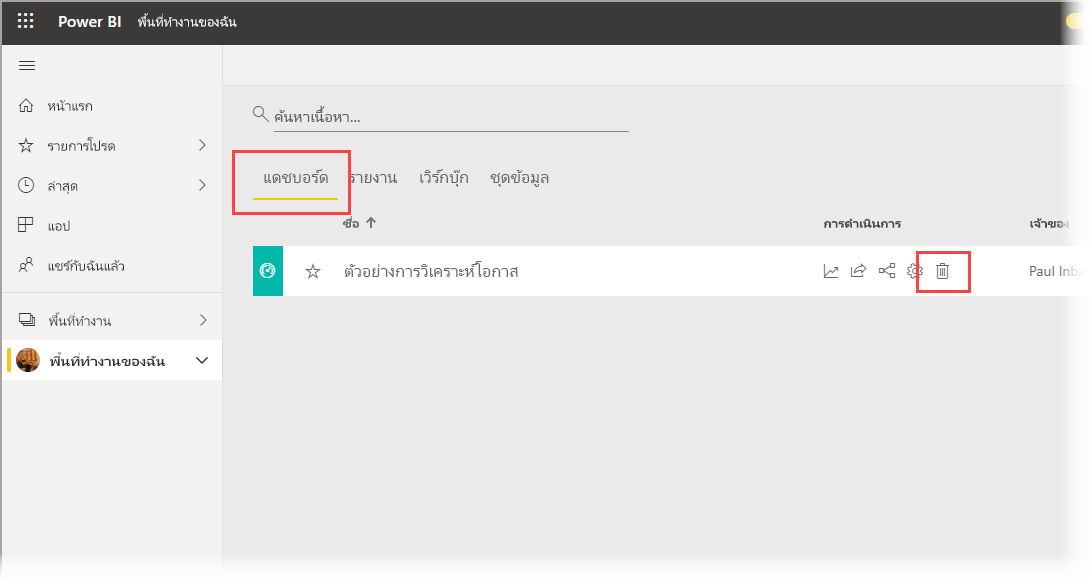 Power BI พื้นที่ทำงานของฉัน
หน้าแรก
รายการโปรด
ล่าสุด
แอป
แชร์กับฉันแล้ว
พื้นที่ทำงาน
พื้นที่ทำงานของฉัน
ค้นหาเนื้อหา...
แดชบอร์ด รายงาน เวิร์กบุ๊ก ชุดข้อมูล
ชื่อ การดำเนินการ เจ้าของ
ตัวอย่างการวิเคราะห์โอกาส Paul